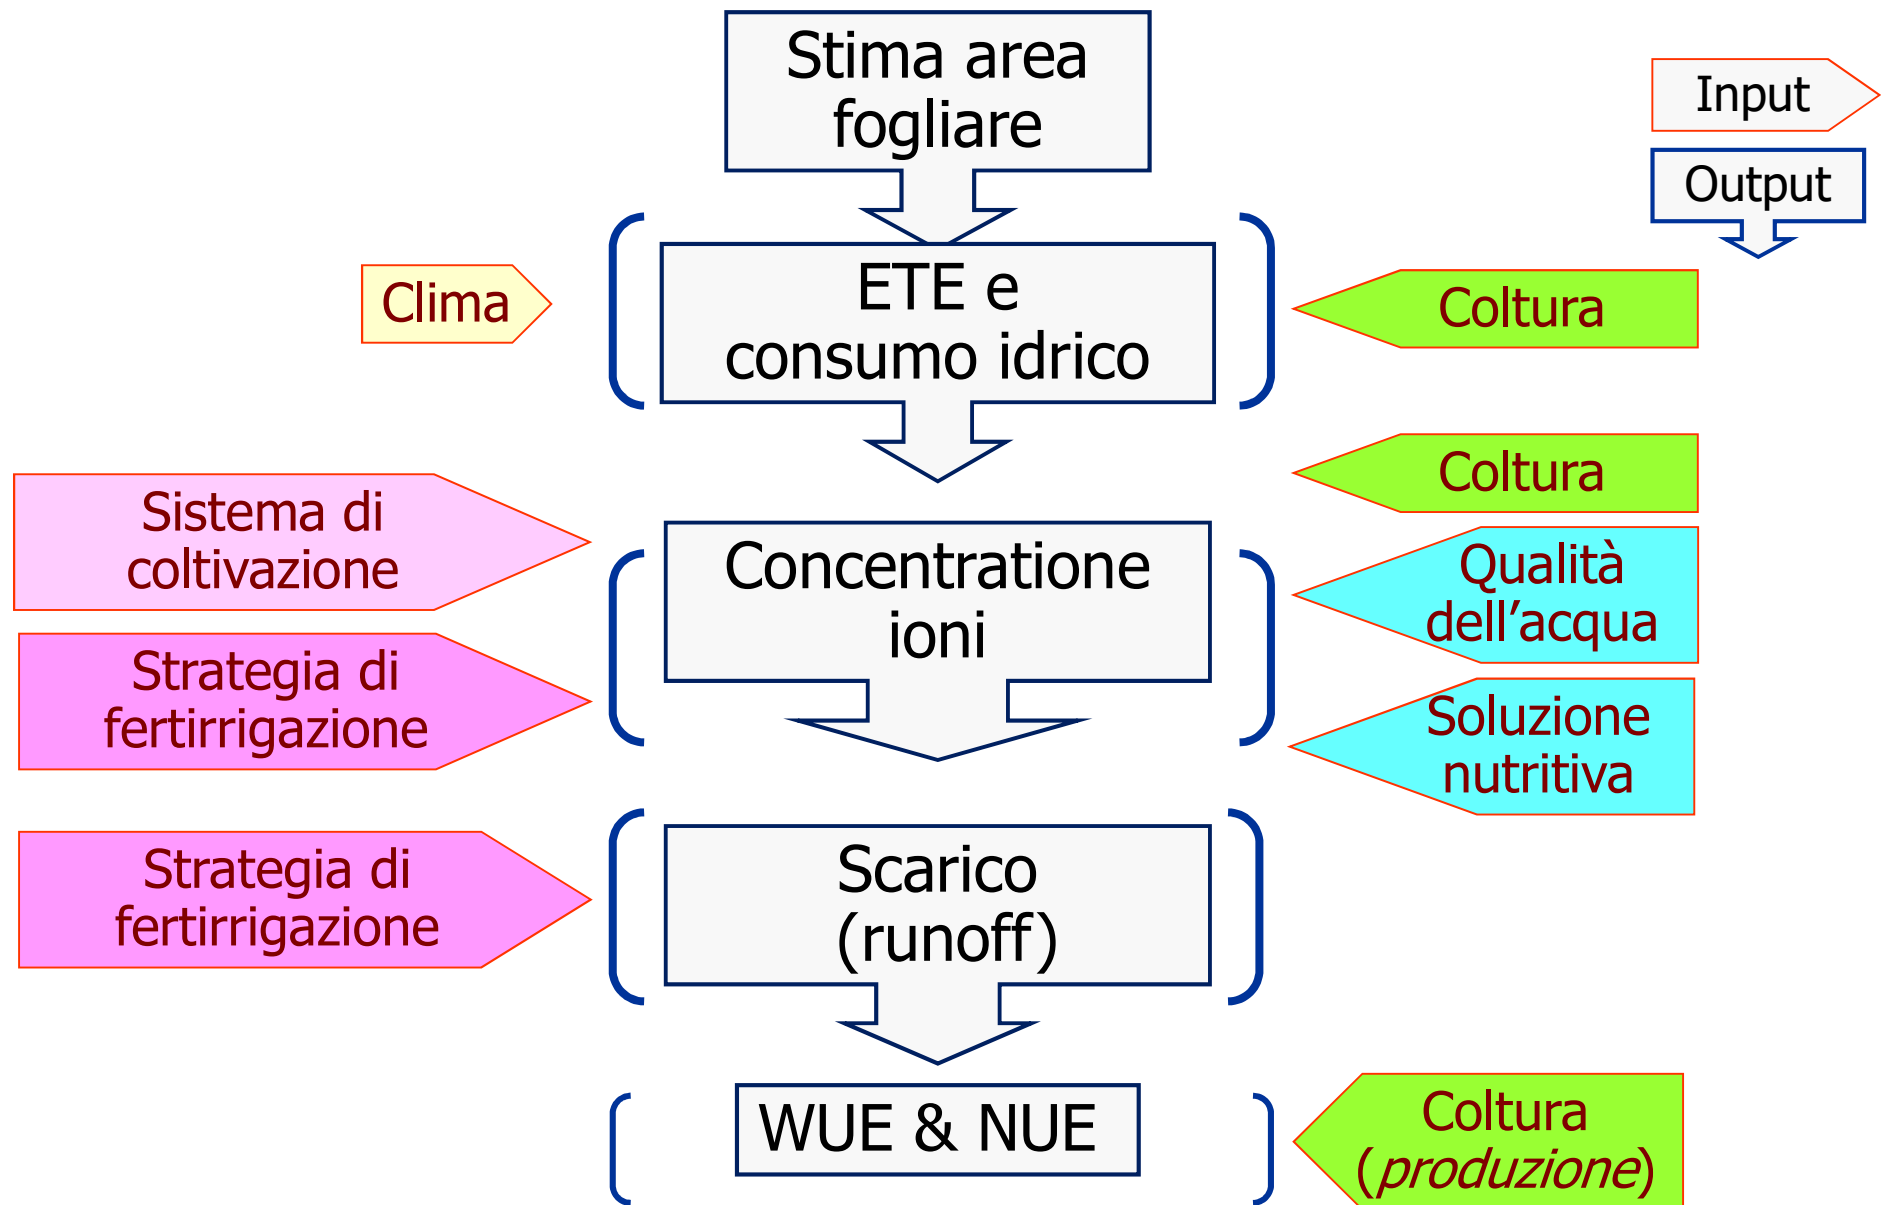 Stima area
fogliare
Input
Output
Clima
ETE e
consumo idrico
Coltura
Coltura
Sistema di
coltivazione
Concentratione
ioni
Qualità
dell’acqua
Strategia di
fertirrigazione
Soluzione
nutritiva
Strategia di
fertirrigazione
Scarico
(runoff)
WUE & NUE
Coltura
(produzione)